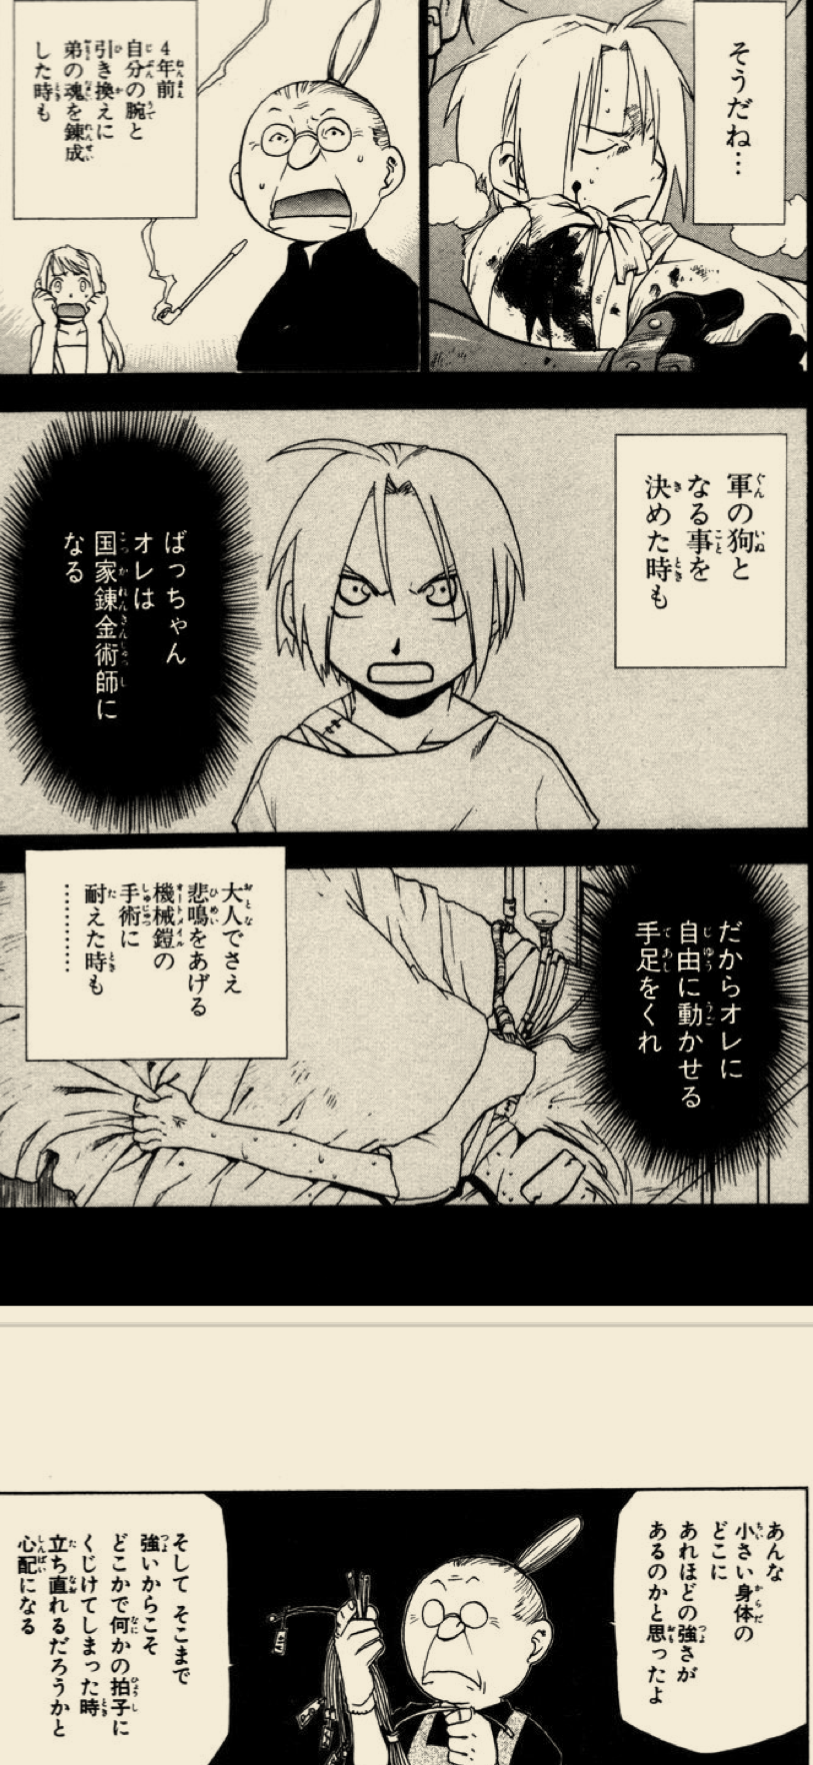 そうだね…
4年前
自分の腕と
引き換えに
弟の魂を錬成
した時も
軍の狗と
なる事を
決めた時も
ばっちゃん
オレは
国家錬金術師に
なる
だからオレに
自由に動かせる
手足をくれ
大人でさえ
悲鳴をあげる
機械鎧の
手術に
耐えた時も
…………
あんな
小さい身体の
どこに
あれほどの強さが
あるのかと思ったよ
そして そこまで
強いからこそ
どこかで何かの拍子に
くじけてしまった時
立ち直れるだろうかと
心配になる